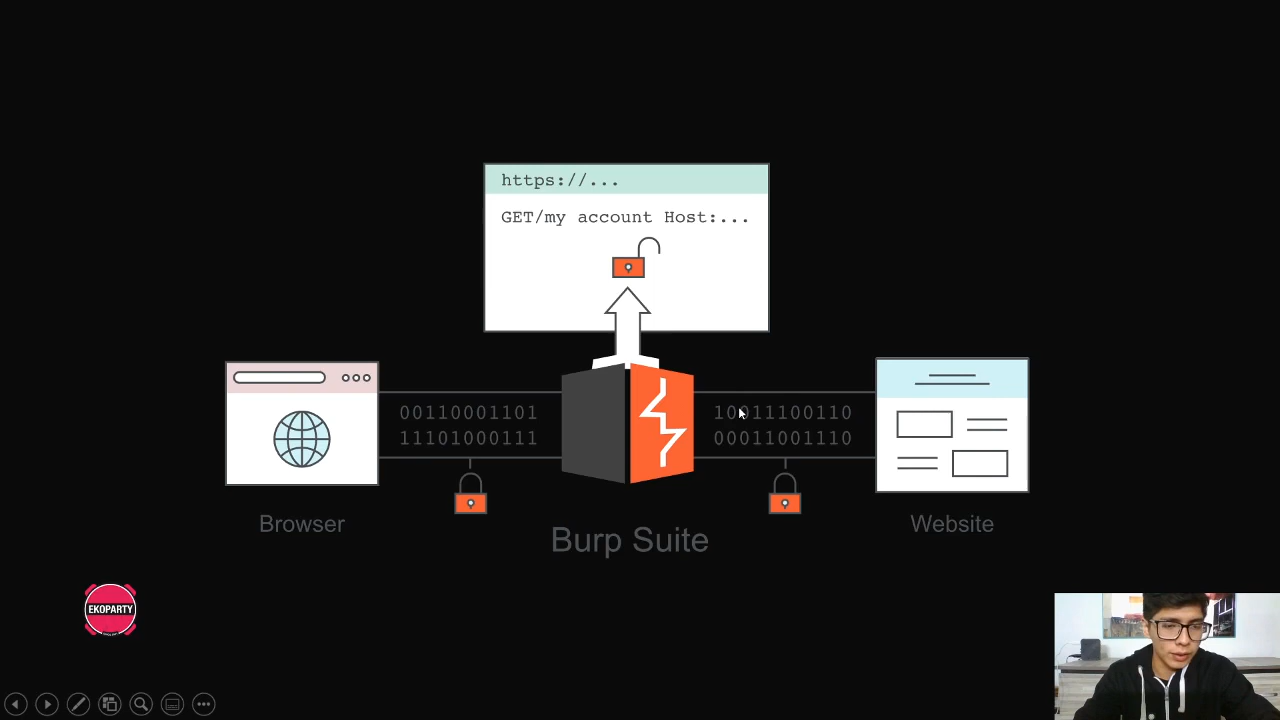 https://...
GET/my account Host:...
00110001101
11101000111
10011100110
00011001110
Browser
Burp Suite
Website
EKOPARTY